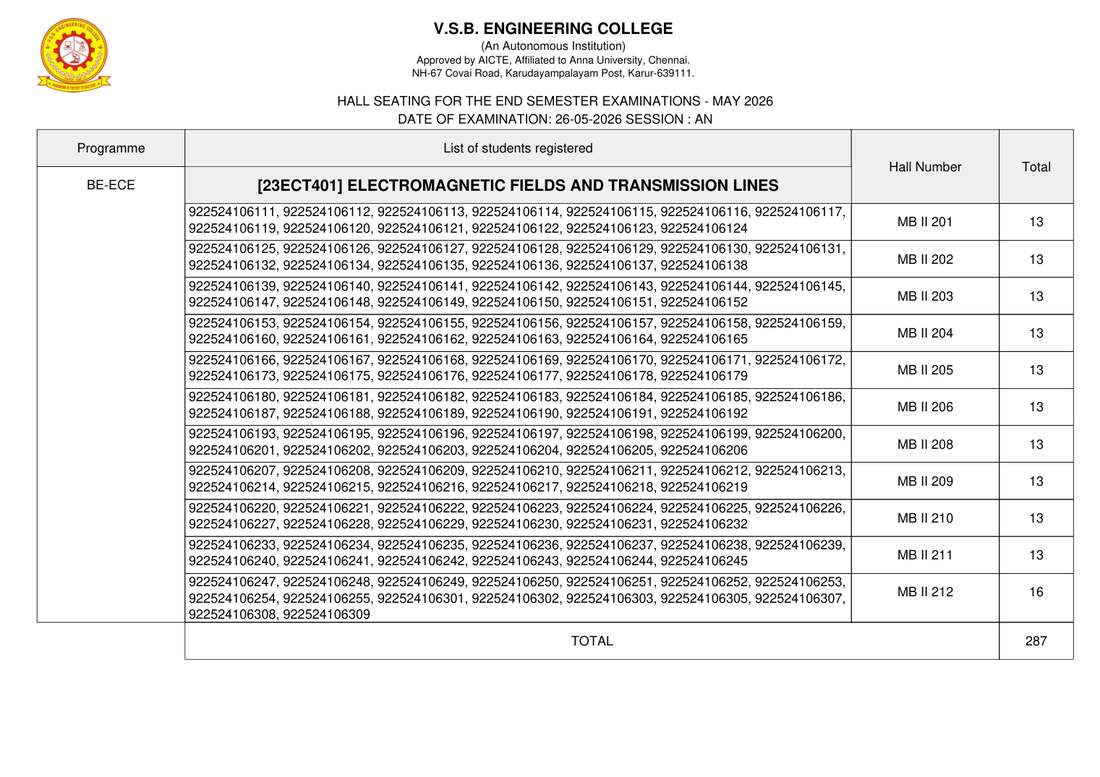 V.S.B. ENGINEERING COLLEGE
(An Autonomous Institution)
Approved by AICTE, Affiliated to Anna University, Chennai.
NH-67 Covai Road, Karudayampalayam Post, Karur-639111.
HALL SEATING FOR THE END SEMESTER EXAMINATIONS - MAY 2026
DATE OF EXAMINATION: 26-05-2026 SESSION : AN
Programme
List of students registered
Hall Number
Total
BE-ECE
[23ECT401] ELECTROMAGNETIC FIELDS AND TRANSMISSION LINES
922524106111, 922524106112, 922524106113, 922524106114, 922524106115, 922524106116, 922524106117,
922524106119, 922524106120, 922524106121, 922524106122, 922524106123, 922524106124
MB II 201
13
922524106125, 922524106126, 922524106127, 922524106128, 922524106129, 922524106130, 922524106131,
922524106132, 922524106134, 922524106135, 922524106136, 922524106137, 922524106138
MB II 202
13
922524106139, 922524106140, 922524106141, 922524106142, 922524106143, 922524106144, 922524106145,
922524106147, 922524106148, 922524106149, 922524106150, 922524106151, 922524106152
MB II 203
13
922524106153, 922524106154, 922524106155, 922524106156, 922524106157, 922524106158, 922524106159,
922524106160, 922524106161, 922524106162, 922524106163, 922524106164, 922524106165
MB II 204
13
922524106166, 922524106167, 922524106168, 922524106169, 922524106170, 922524106171, 922524106172,
922524106173, 922524106175, 922524106176, 922524106177, 922524106178, 922524106179
MB II 205
13
922524106180, 922524106181, 922524106182, 922524106183, 922524106184, 922524106185, 922524106186,
922524106187, 922524106188, 922524106189, 922524106190, 922524106191, 922524106192
MB II 206
13
922524106193, 922524106195, 922524106196, 922524106197, 922524106198, 922524106199, 922524106200,
922524106201, 922524106202, 922524106203, 922524106204, 922524106205, 922524106206
MB II 208
13
922524106207, 922524106208, 922524106209, 922524106210, 922524106211, 922524106212, 922524106213,
922524106214, 922524106215, 922524106216, 922524106217, 922524106218, 922524106219
MB II 209
13
922524106220, 922524106221, 922524106222, 922524106223, 922524106224, 922524106225, 922524106226,
922524106227, 922524106228, 922524106229, 922524106230, 922524106231, 922524106232
MB II 210
13
922524106233, 922524106234, 922524106235, 922524106236, 922524106237, 922524106238, 922524106239,
922524106240, 922524106241, 922524106242, 922524106243, 922524106244, 922524106245
MB II 211
13
922524106247, 922524106248, 922524106249, 922524106250, 922524106251, 922524106252, 922524106253,
922524106254, 922524106255, 922524106301, 922524106302, 922524106303, 922524106305, 922524106307,
922524106308, 922524106309
MB II 212
16
TOTAL
287